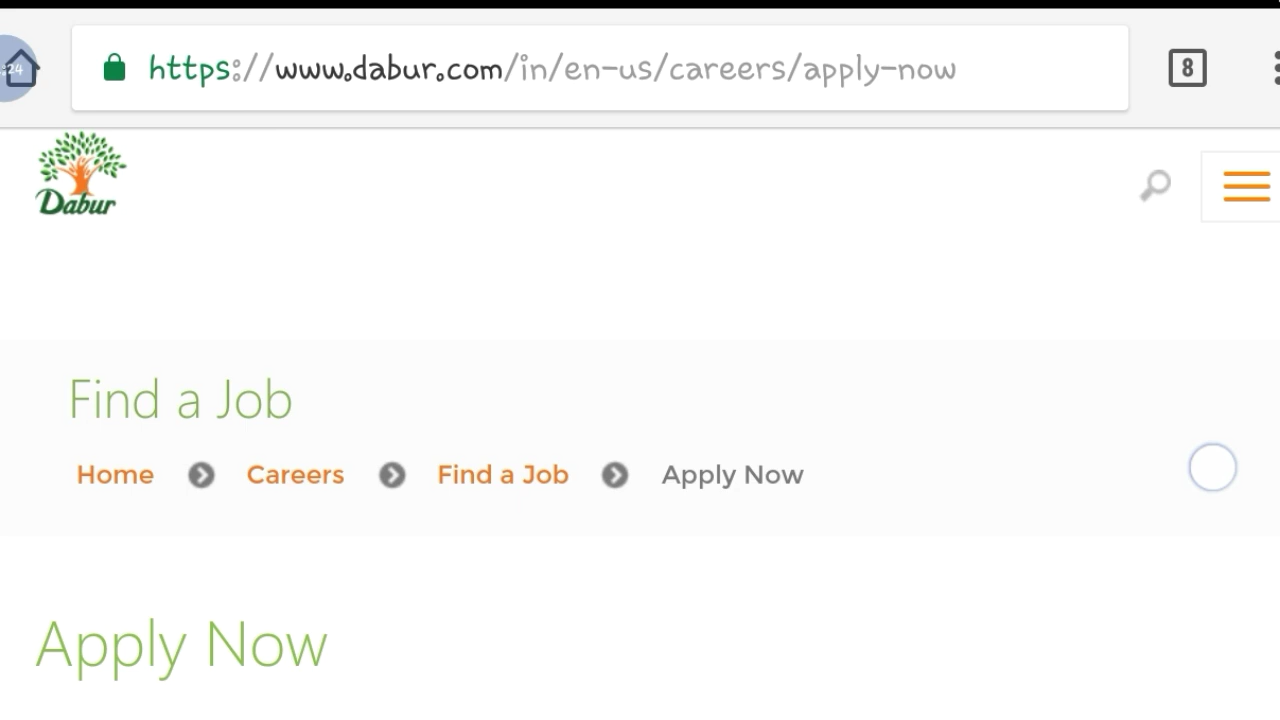 :24
https://www.dabur.com/in/en-us/careers/apply-now
8
Dabur
Find a Job
Home Careers Find a Job Apply Now
Apply Now